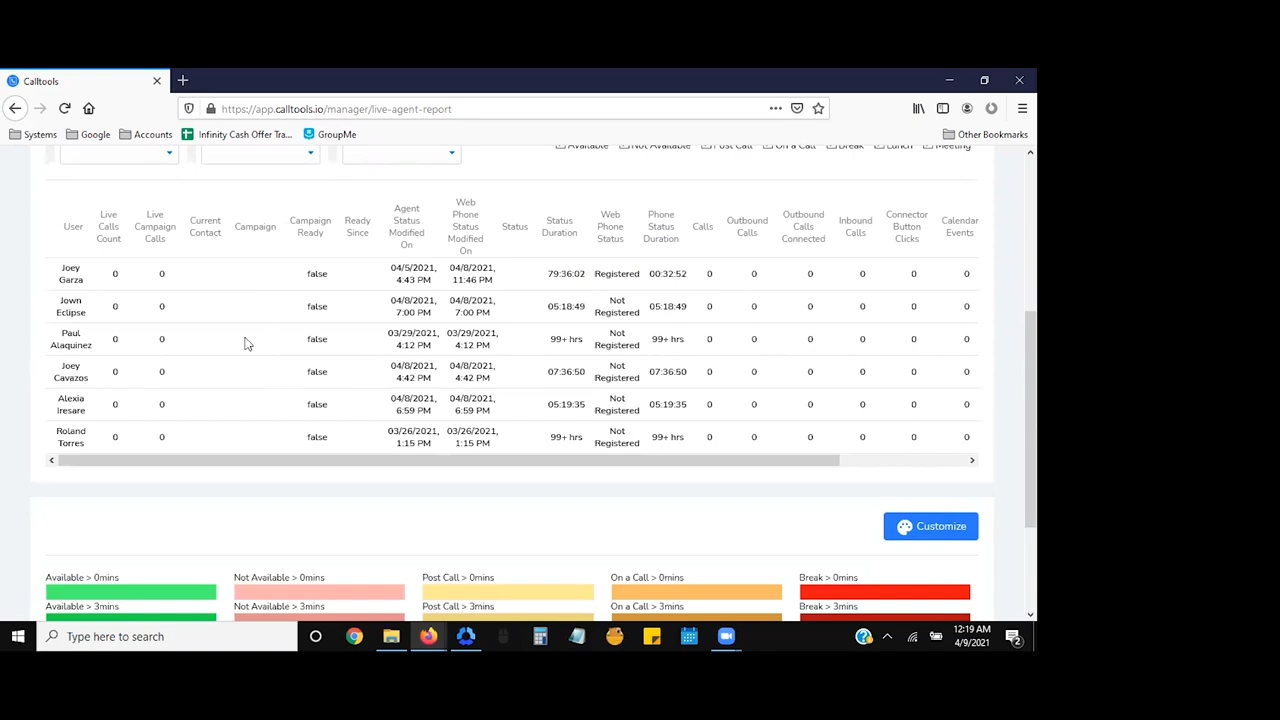 Calltools
https://app.calltools.io/manager/live-agent-report
Systems Google Accounts Infinity Cash Offer Tra... GroupMe Other Bookmarks
Available Not Available Post Call On a Call Break Lunch Meeting
User Live Calls Count Live Campaign Calls Current Contact Campaign Campaign Ready Ready Since Agent Status Modified On Web Phone Status Modified On Status Status Duration Web Phone Status Phone Status Duration Calls Outbound Calls Outbound Calls Connected Inbound Calls Connector Button Clicks Calendar Events
Joey Garza 0 0 false 04/5/2021, 4:43 PM 04/8/2021, 11:46 PM 79:36:02 Registered 00:32:52 0 0 0 0 0 0
Jown Eclipse 0 0 false 04/8/2021, 7:00 PM 04/8/2021, 7:00 PM 05:18:49 Not Registered 05:18:49 0 0 0 0 0 0
Paul Alaquinez 0 0 false 03/29/2021, 4:12 PM 03/29/2021, 4:12 PM 99+ hrs Not Registered 99+ hrs 0 0 0 0 0 0
Joey Cavazos 0 0 false 04/8/2021, 4:42 PM 04/8/2021, 4:42 PM 07:36:50 Not Registered 07:36:50 0 0 0 0 0 0
Alexia Iresare 0 0 false 04/8/2021, 6:59 PM 04/8/2021, 6:59 PM 05:19:35 Not Registered 05:19:35 0 0 0 0 0 0
Roland Torres 0 0 false 03/26/2021, 1:15 PM 03/26/2021, 1:15 PM 99+ hrs Not Registered 99+ hrs 0 0 0 0 0 0
Customize
Available > 0mins Not Available > 0mins Post Call > 0mins On a Call > 0mins Break > 0mins
Available > 3mins Not Available > 3mins Post Call > 3mins On a Call > 3mins Break > 3mins
Type here to search
12:19 AM
4/9/2021
2